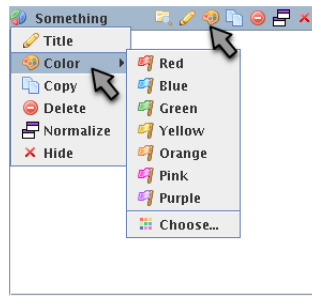 Something
Title
Color
Copy
Delete
Normalize
Hide
Red
Blue
Green
Yellow
Orange
Pink
Purple
Choose...